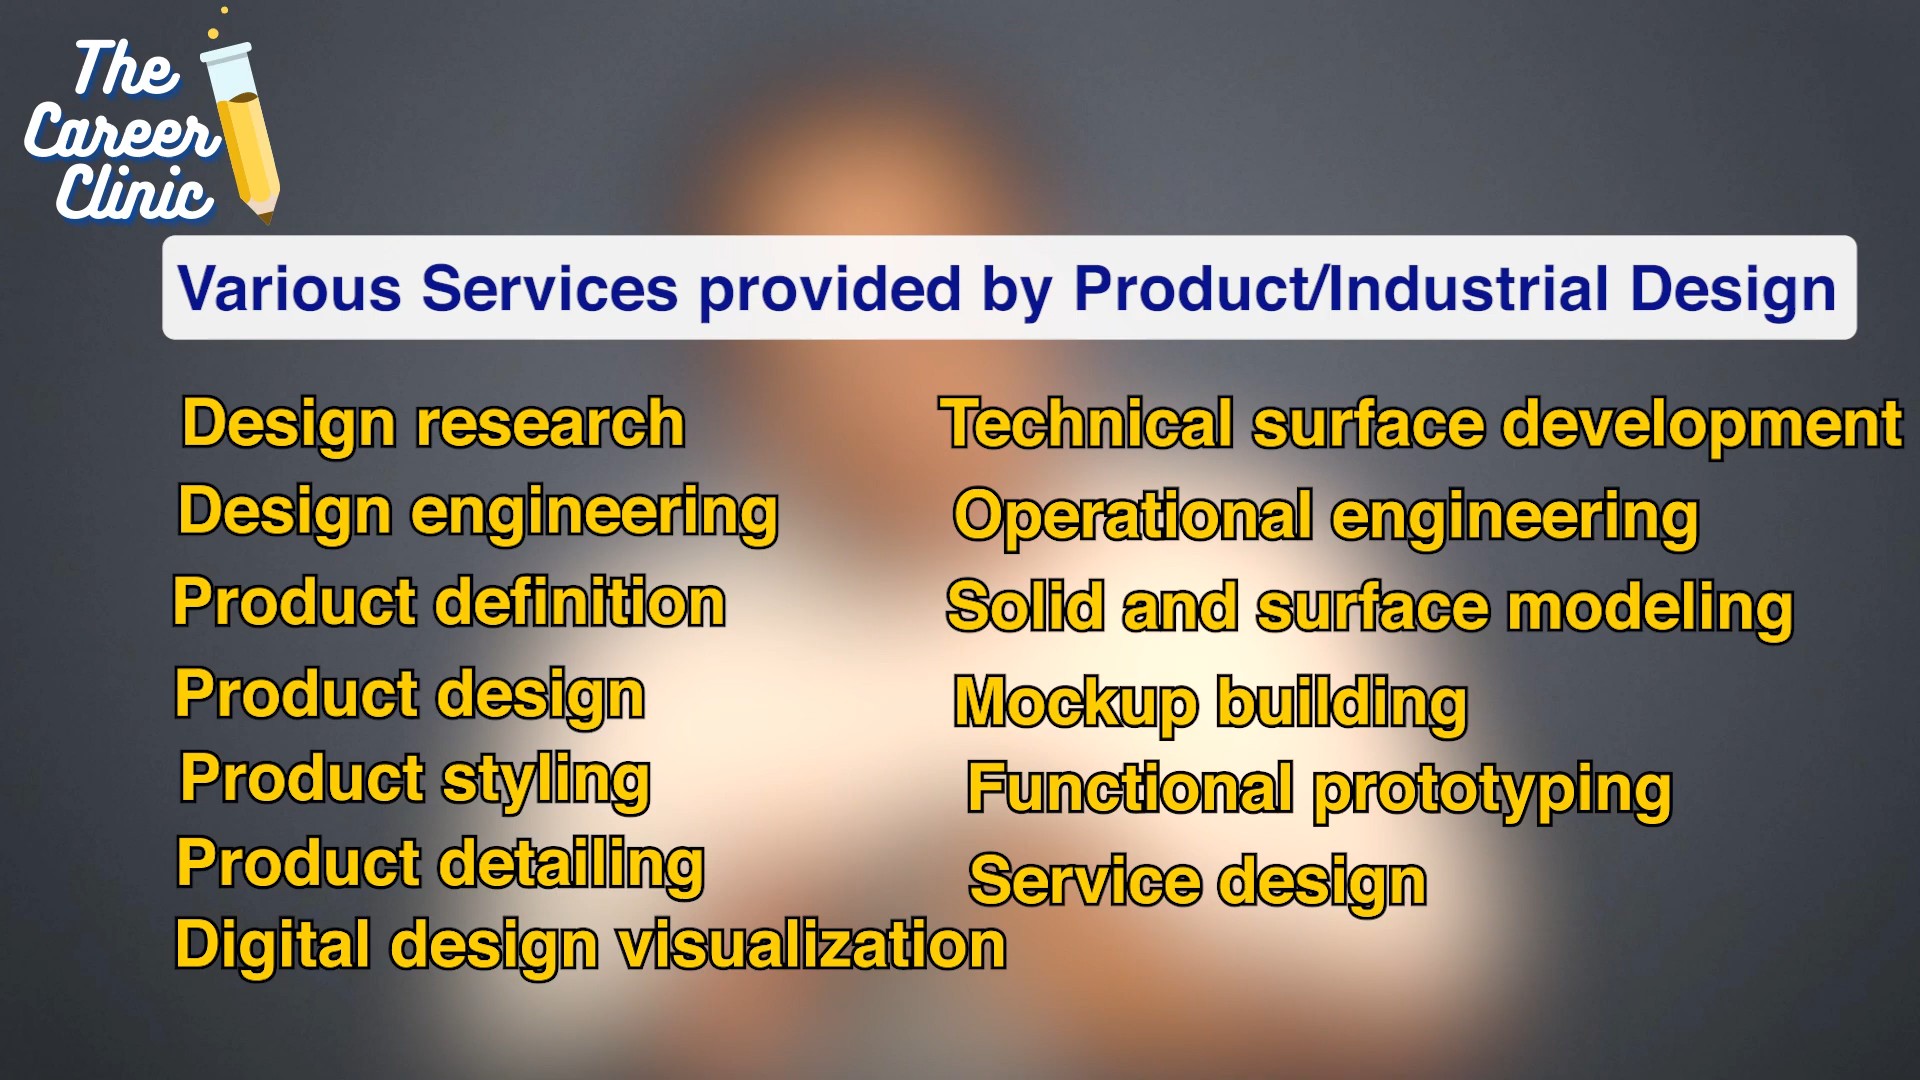 The
Career
Clinic
Various Services provided by Product/Industrial Design
Design research
Design engineering
Product definition
Product design
Product styling
Product detailing
Digital design visualization
Technical surface development
Operational engineering
Solid and surface modeling
Mockup building
Functional prototyping
Service design